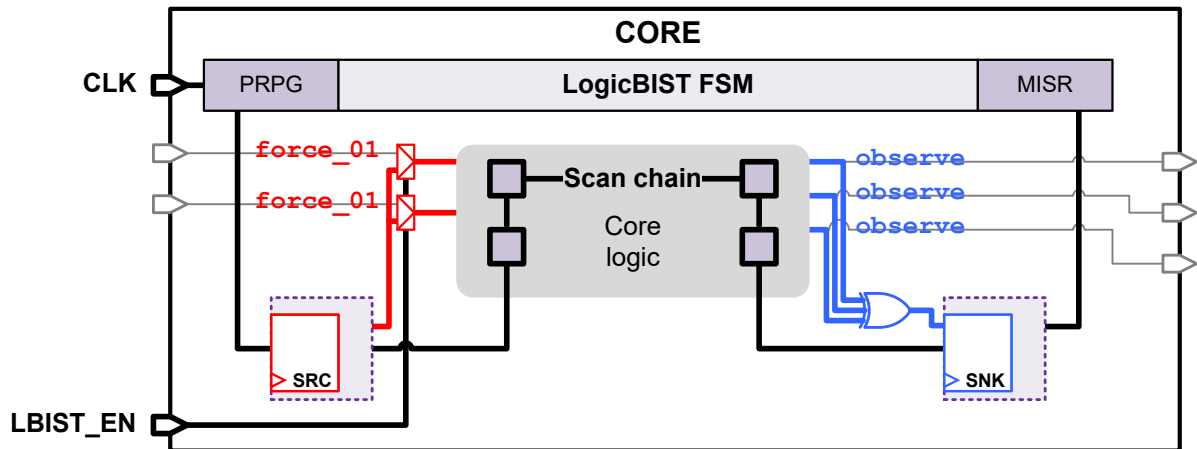 CORE
CLK
PRPG
LogicBIST FSM
MISR
force_01
force_01
Scan chain
Core
logic
observe
observe
observe
SRC
SNK
LBIST_EN